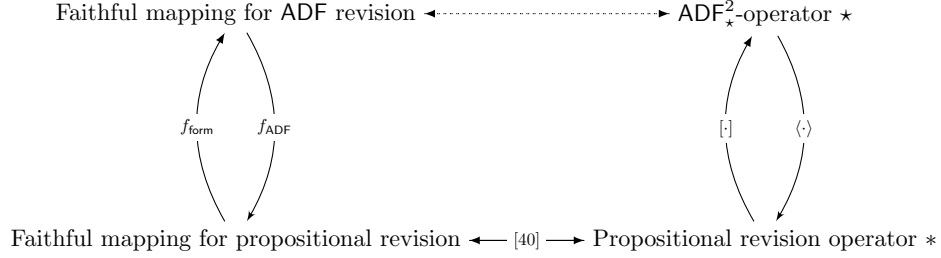 Faithful mapping for ADF revision
ADF²⋆-operator ⋆
f_form
f_ADF
[·]
⟨·⟩
Faithful mapping for propositional revision
[40]
Propositional revision operator ∗